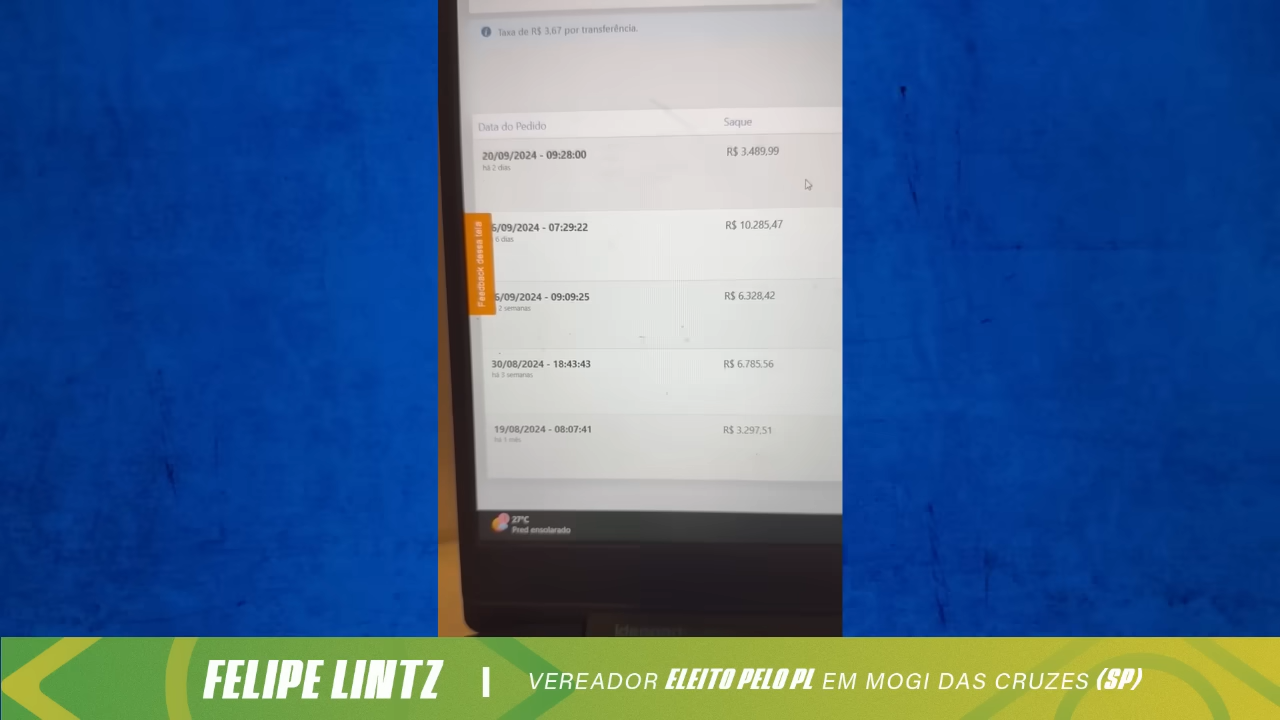 Taxa de R$ 3,67 por transferência.
Data do Pedido Saque
20/09/2024 - 09:28:00 R$ 3.489,99
há 2 dias
6/09/2024 - 07:29:22 R$ 10.285,47
6 dias
Feedback dessa tela
6/09/2024 - 09:09:25 R$ 6.328,42
2 semanas
30/08/2024 - 18:43:43 R$ 6.785,56
há 3 semanas
19/08/2024 - 08:07:41 R$ 3.297,51
há 1 mês
27°C
Pred ensolarado
FELIPE LINTZ | VEREADOR ELEITO PELO PL EM MOGI DAS CRUZES (SP)